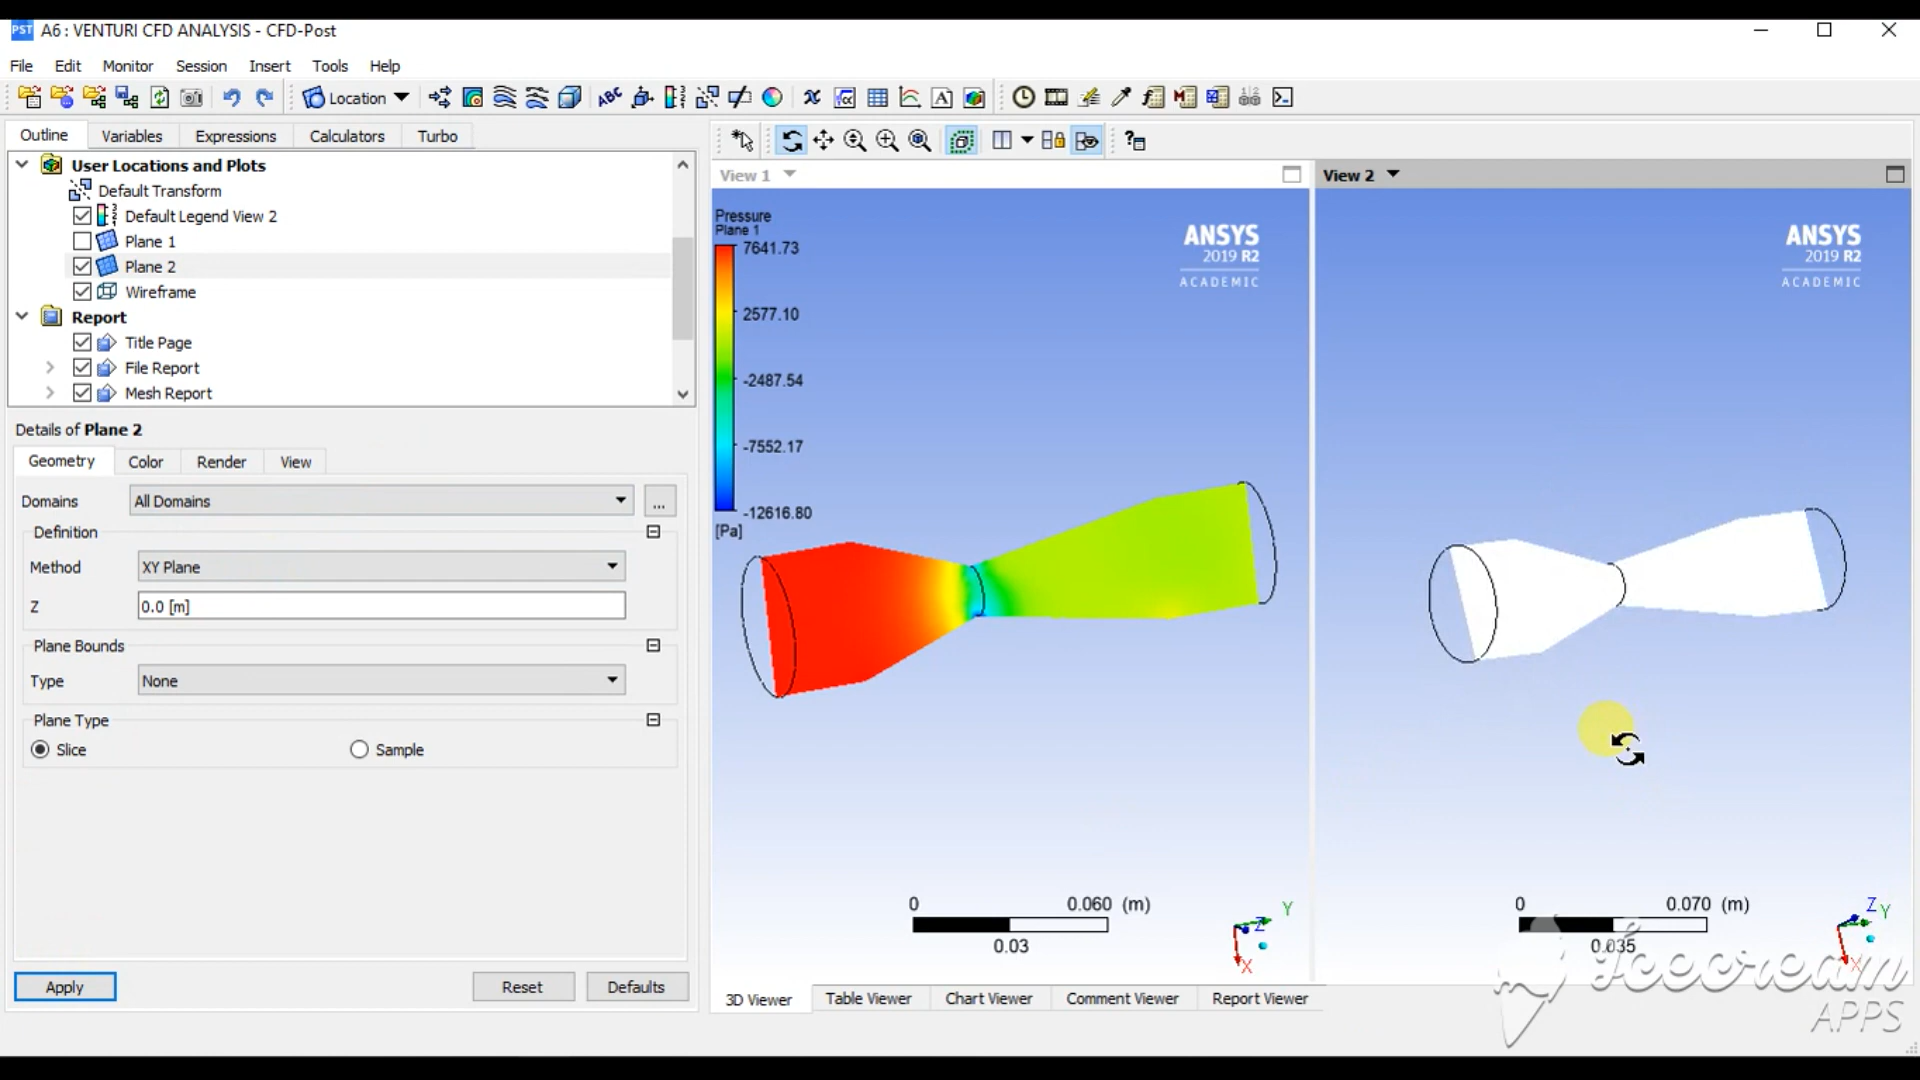 PST A6 : VENTURI CFD ANALYSIS - CFD-Post
File Edit Monitor Session Insert Tools Help
Location
ABC
Outline Variables Expressions Calculators Turbo
User Locations and Plots
Default Transform
Default Legend View 2
Plane 1
Plane 2
Wireframe
Report
Title Page
File Report
Mesh Report
Details of Plane 2
Geometry Color Render View
Domains All Domains ...
Definition
Method XY Plane
Z 0.0 [m]
Plane Bounds
Type None
Plane Type
Slice Sample
Apply Reset Defaults
View 1
Pressure
Plane 1
7641.73
2577.10
-2487.54
-7552.17
-12616.80
[Pa]
ANSYS
2019 R2
ACADEMIC
0 0.060 (m)
0.03
Y
Z
X
View 2
ANSYS
2019 R2
ACADEMIC
0 0.070 (m)
0.035
Z Y
X
3D Viewer Table Viewer Chart Viewer Comment Viewer Report Viewer
Icecream
APPS